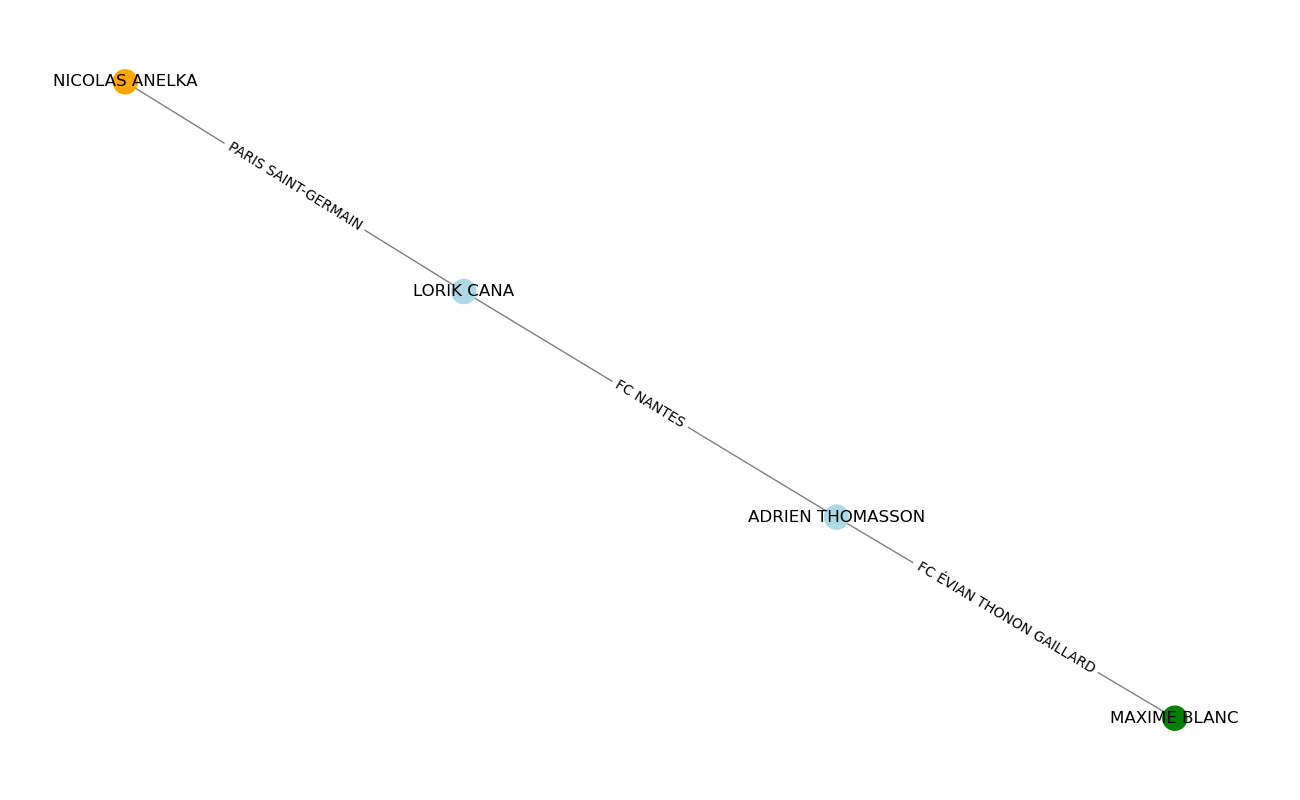 NICOLAS ANELKA
PARIS SAINT-GERMAIN
LORIK CANA
FC NANTES
ADRIEN THOMASSON
FC ÉVIAN THONON GAILLARD
MAXIME BLANC